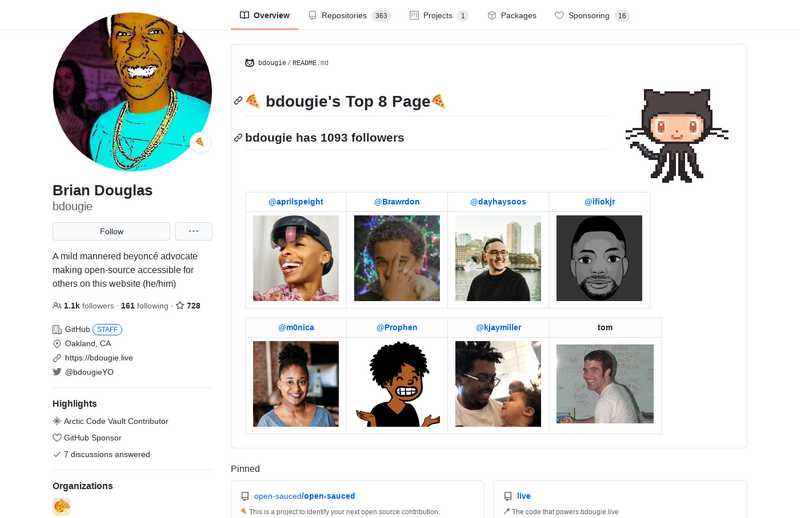 Overview
Repositories 363
Projects 1
Packages
Sponsoring 16
Brian Douglas
bdougie
Follow
...
A mild mannered beyoncé advocate
making open-source accessible for
others on this website (he/him)
1.1k followers · 161 following · 728
GitHub STAFF
Oakland, CA
https://bdougie.live
@bdougieYO
Highlights
Arctic Code Vault Contributor
GitHub Sponsor
7 discussions answered
Organizations
bdougie / README.md
bdougie's Top 8 Page
bdougie has 1093 followers
@aprilspeight @Brawrdon @dayhaysoos @ifiokjr
@m0nica @Prophen @kjaymiller tom
Pinned
open-sauced/open-sauced
This is a project to identify your next open source contribution.
live
The code that powers bdougie.live